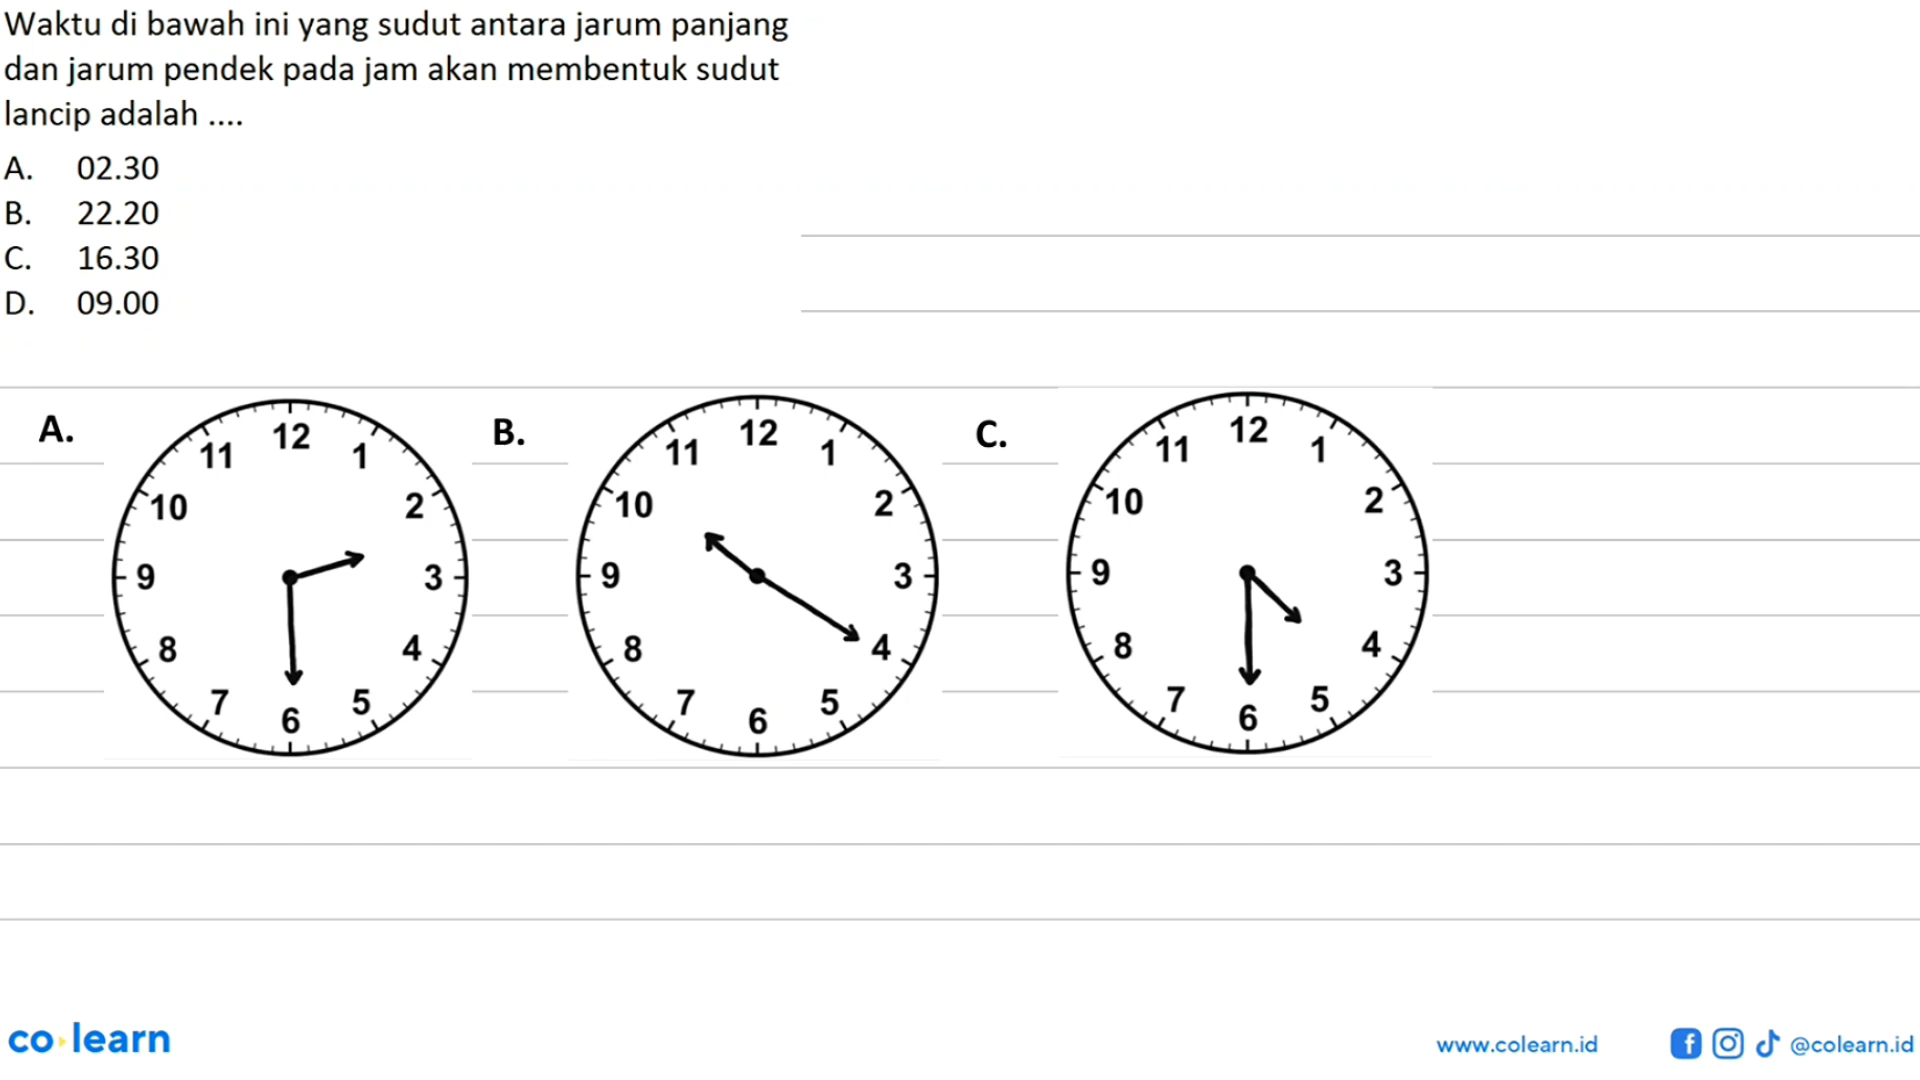 Waktu di bawah ini yang sudut antara jarum panjang
dan jarum pendek pada jam akan membentuk sudut
lancip adalah ....
A. 02.30
B. 22.20
C. 16.30
D. 09.00
A.
12
11 1
10 2
9 3
8 4
7 5
6
B.
12
11 1
10 2
9 3
8 4
7 5
6
C.
12
11 1
10 2
9 3
8 4
7 5
6
co learn
www.colearn.id
@colearn.id